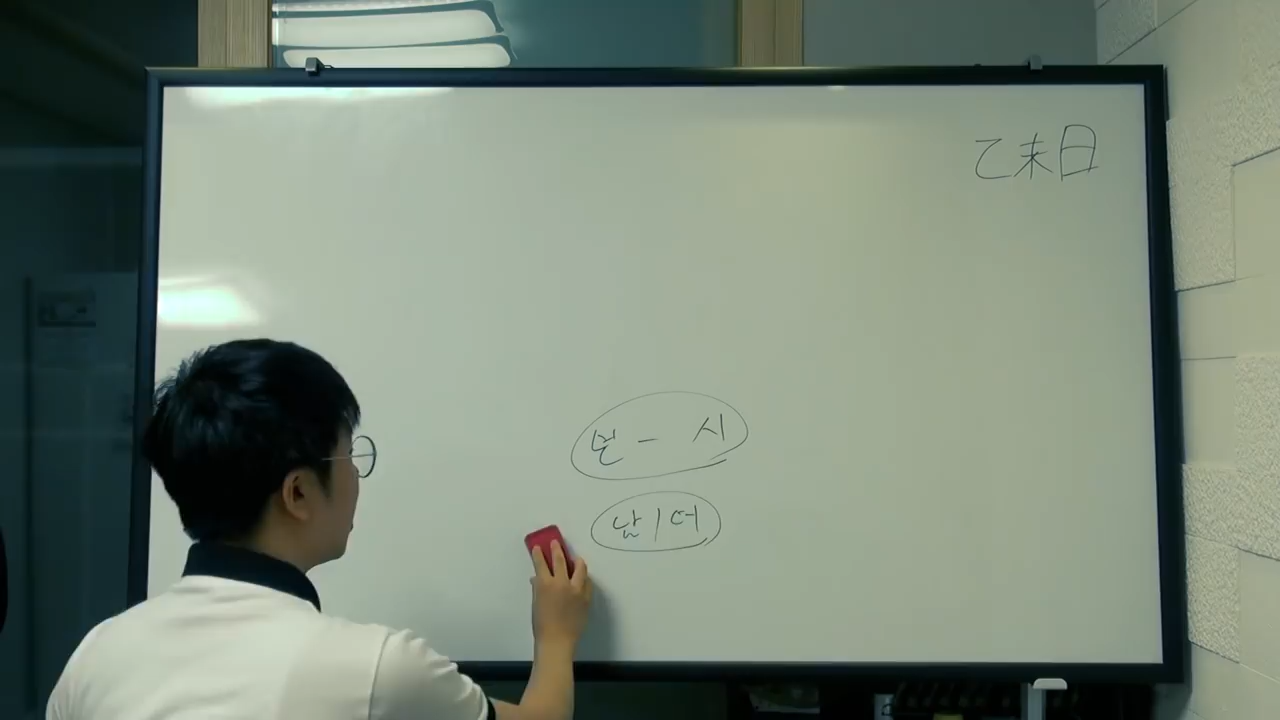 乙未日
본 - 시
남 / 여